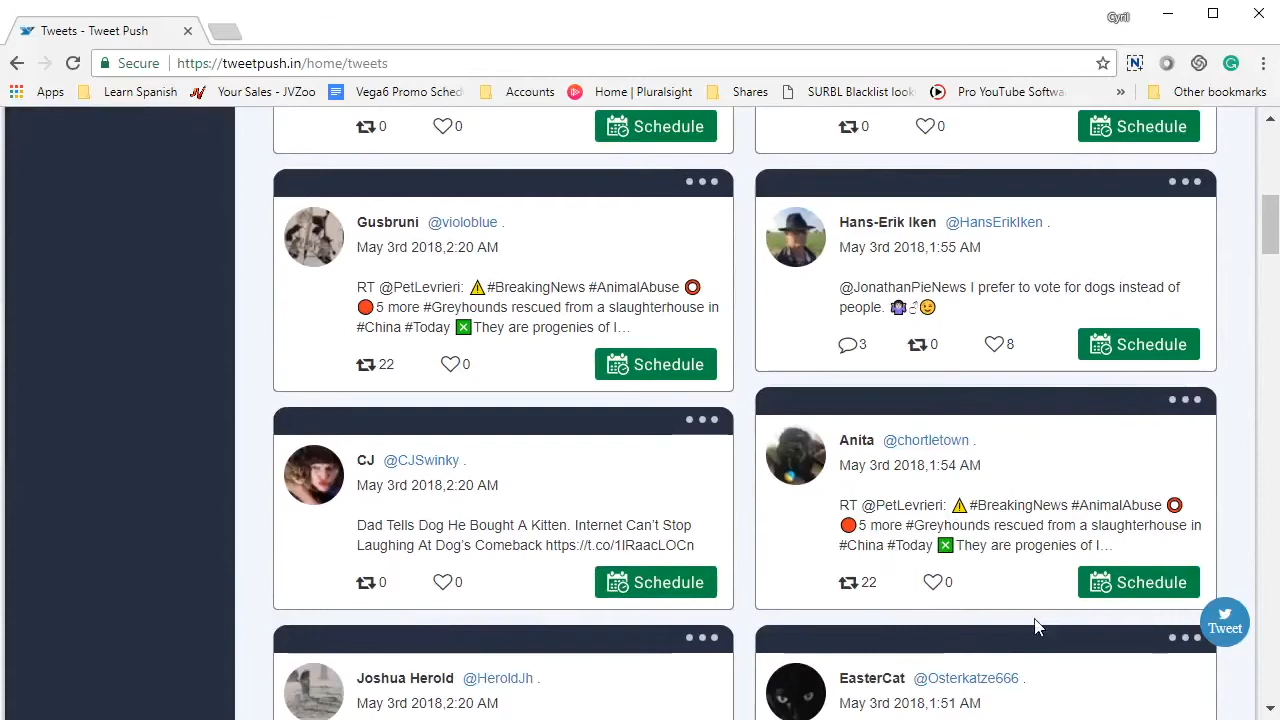 Cyril
Tweets - Tweet Push
Secure https://tweetpush.in/home/tweets
Apps Learn Spanish Your Sales - JVZoo Vega6 Promo Sched Accounts Home | Pluralsight Shares SURBL Blacklist look Pro YouTube Softwa » Other bookmarks
0 0 Schedule
0 0 Schedule
Gusbruni @violoblue .
May 3rd 2018,2:20 AM
RT @PetLevrieri: ⚠#BreakingNews #AnimalAbuse ⭕
🔴5 more #Greyhounds rescued from a slaughterhouse in
#China #Today ❎They are progenies of I…
22 0 Schedule
Hans-Erik Iken @HansErikIken .
May 3rd 2018,1:55 AM
@JonathanPieNews I prefer to vote for dogs instead of
people. 🤷♂😉
3 0 8 Schedule
CJ @CJSwinky .
May 3rd 2018,2:20 AM
Dad Tells Dog He Bought A Kitten. Internet Can’t Stop
Laughing At Dog’s Comeback https://t.co/1IRaacLOCn
0 0 Schedule
Anita @chortletown .
May 3rd 2018,1:54 AM
RT @PetLevrieri: ⚠#BreakingNews #AnimalAbuse ⭕
🔴5 more #Greyhounds rescued from a slaughterhouse in
#China #Today ❎They are progenies of I…
22 0 Schedule
Tweet
Joshua Herold @HeroldJh .
May 3rd 2018,2:20 AM
EasterCat @Osterkatze666 .
May 3rd 2018,1:51 AM